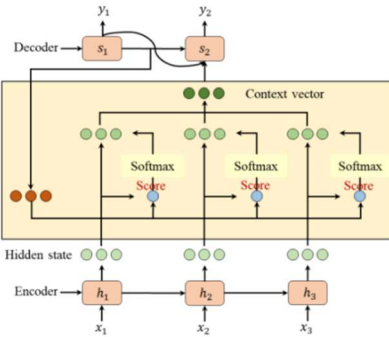 y₁ y₂
Decoder s₁ s₂
Context vector
Softmax Softmax Softmax
Score Score Score
Hidden state
Encoder h₁ h₂ h₃
x₁ x₂ x₃